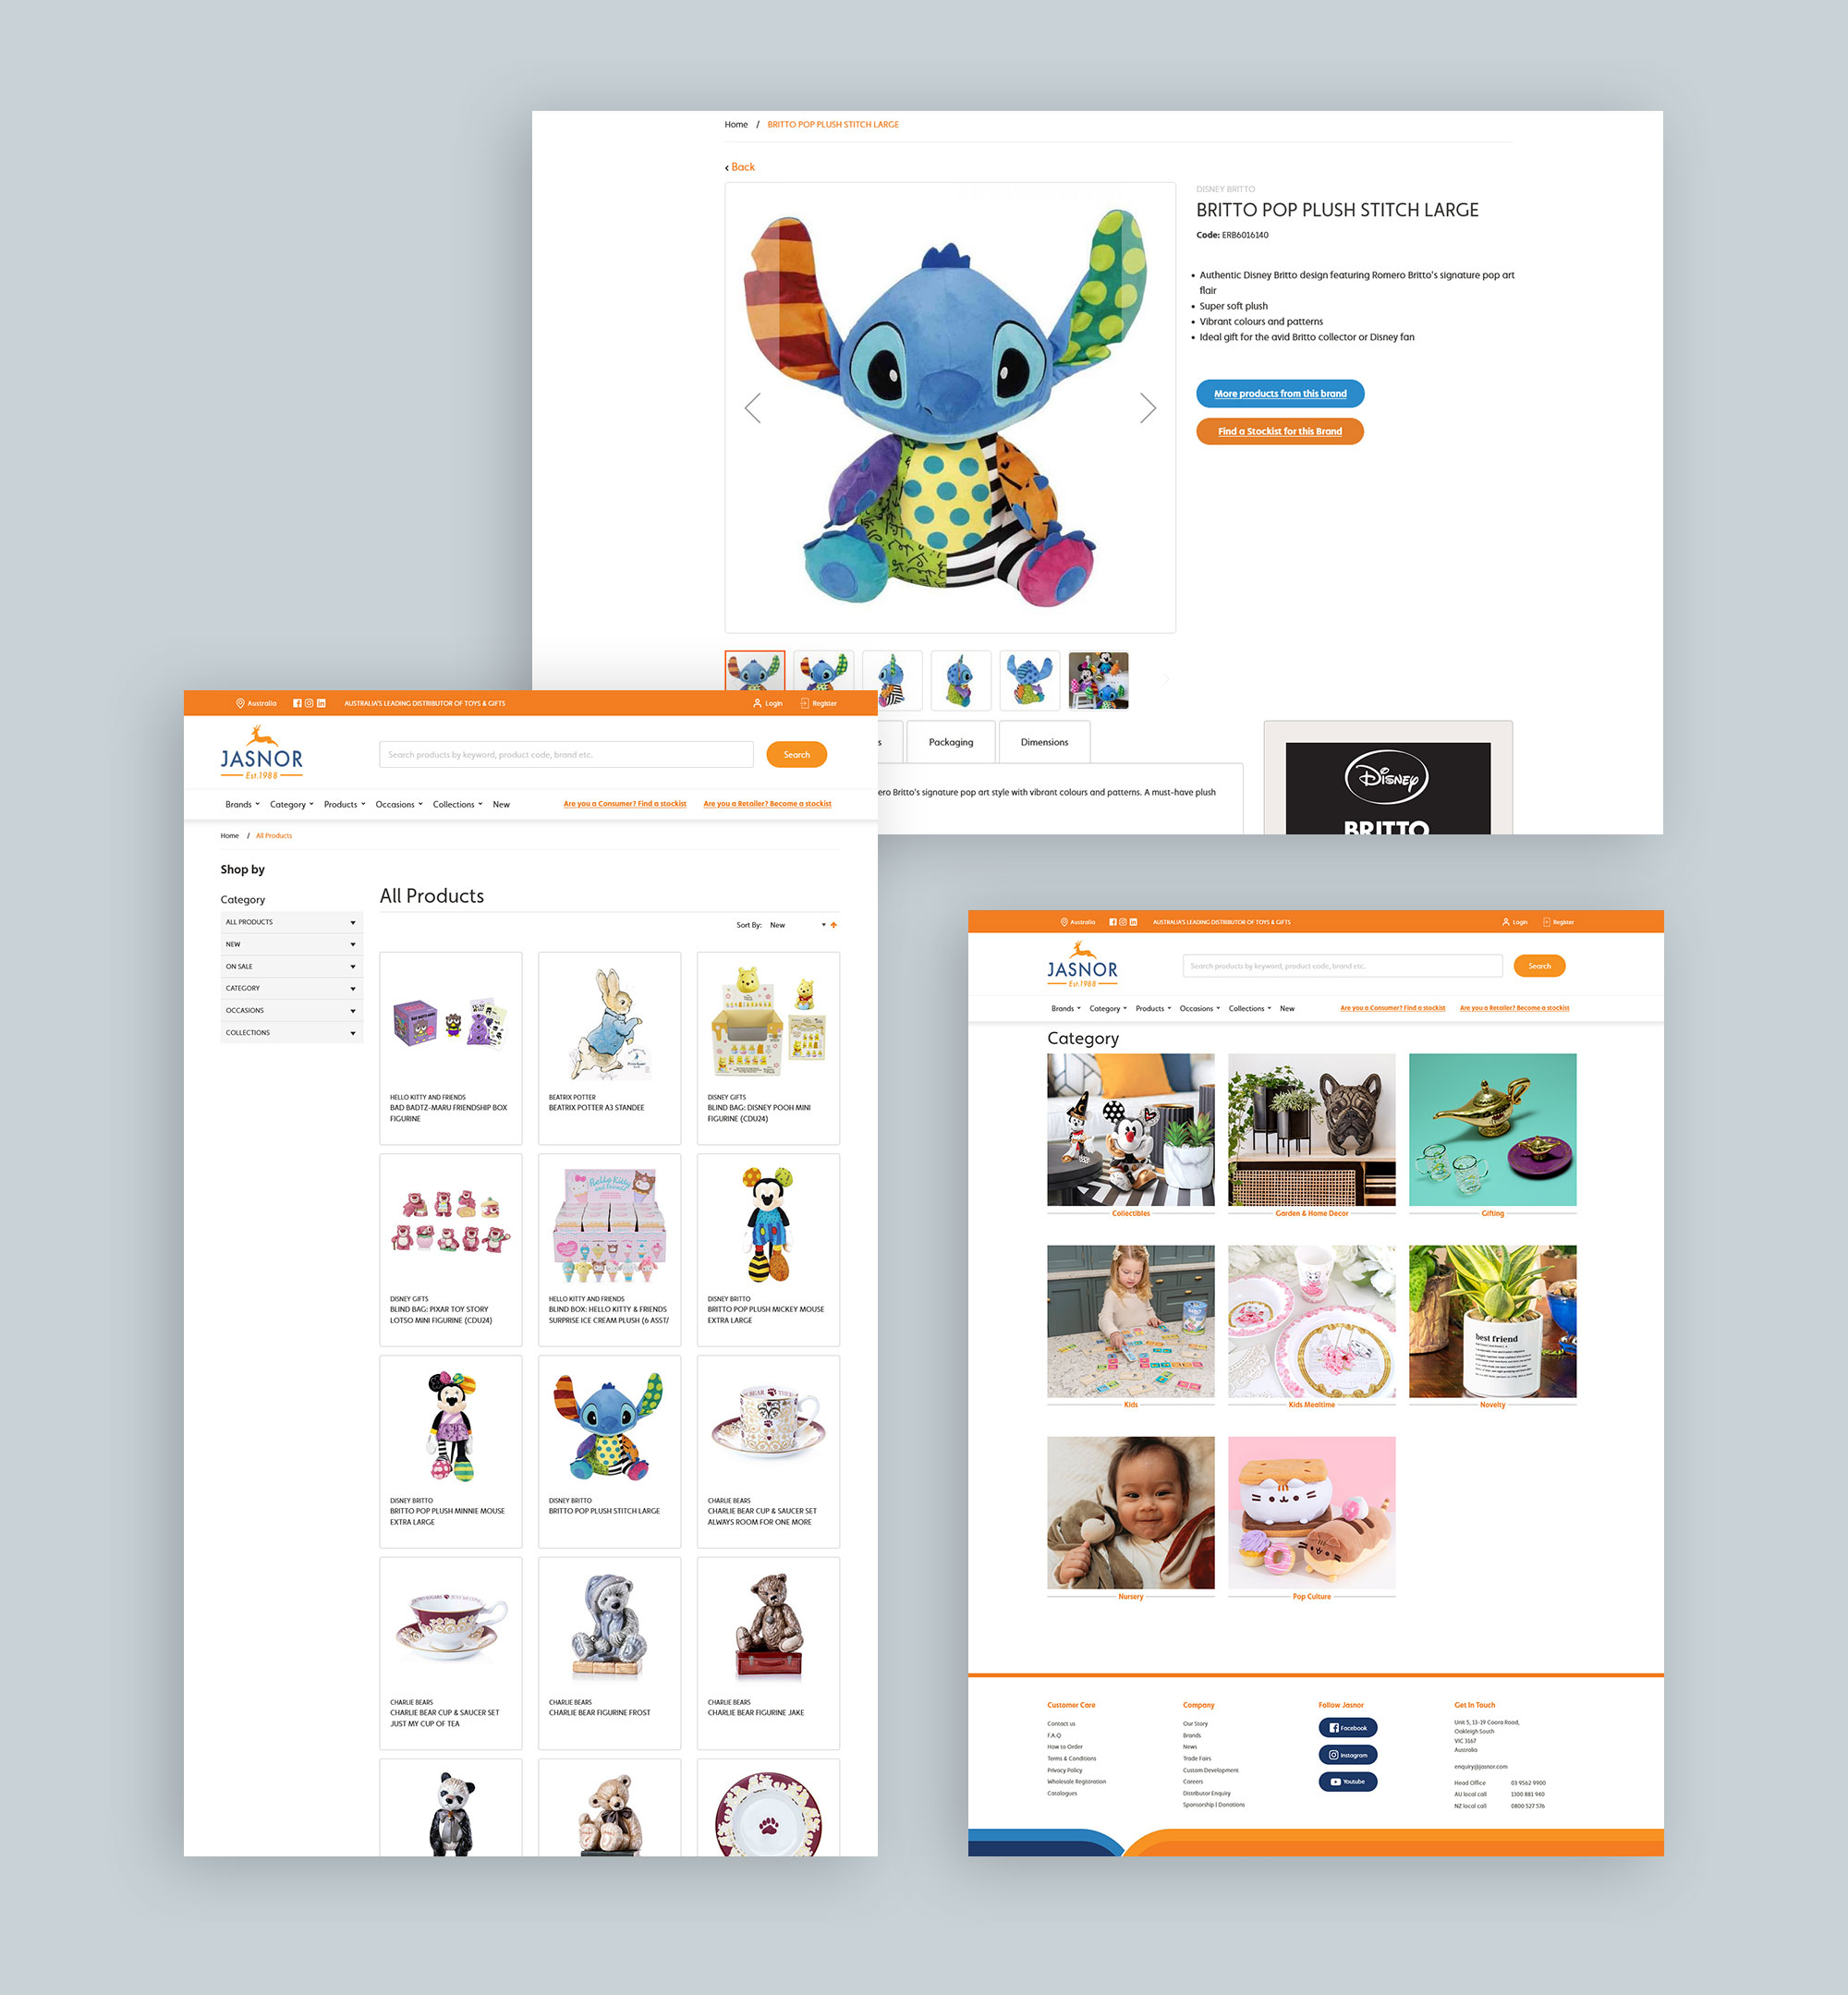 Home / BRITTO POP PLUSH STITCH LARGE
‹ Back
DISNEY BRITTO
BRITTO POP PLUSH STITCH LARGE
Code: ERB6016140
• Authentic Disney Britto design featuring Romero Britto's signature pop art
flair
• Super soft plush
• Vibrant colours and patterns
• Ideal gift for the avid Britto collector or Disney fan
More products from this brand
Find a Stockist for this Brand
s
Packaging
Dimensions
ero Britto's signature pop art style with vibrant colours and patterns. A must-have plush
Disney
BRITTO
Australia
AUSTRALIA'S LEADING DISTRIBUTOR OF TOYS & GIFTS
Login
Register
JASNOR
Est.1988
Search products by keyword, product code, brand etc.
Search
Brands Category Products Occasions Collections New
Are you a Consumer? Find a stockist
Are you a Retailer? Become a stockist
Home / All Products
Shop by
Category
ALL PRODUCTS
NEW
ON SALE
CATEGORY
OCCASIONS
COLLECTIONS
All Products
Sort By: New
HELLO KITTY AND FRIENDS
BAD BADTZ-MARU FRIENDSHIP BOX
FIGURINE
BEATRIX POTTER
BEATRIX POTTER A3 STANDEE
DISNEY GIFTS
BLIND BAG: DISNEY POOH MINI
FIGURINE (CDU24)
DISNEY GIFTS
BLIND BAG: PIXAR TOY STORY
LOTSO MINI FIGURINE (CDU24)
Hello Kitty
HELLO KITTY AND FRIENDS
BLIND BOX: HELLO KITTY & FRIENDS
SURPRISE ICE CREAM PLUSH (6 ASST/
DISNEY BRITTO
BRITTO POP PLUSH MICKEY MOUSE
EXTRA LARGE
DISNEY BRITTO
BRITTO POP PLUSH MINNIE MOUSE
EXTRA LARGE
DISNEY BRITTO
BRITTO POP PLUSH STITCH LARGE
CHARLIE BEARS
CHARLIE BEAR CUP & SAUCER SET
ALWAYS ROOM FOR ONE MORE
CHARLIE BEARS
CHARLIE BEAR CUP & SAUCER SET
JUST MY CUP OF TEA
CHARLIE BEARS
CHARLIE BEAR FIGURINE FROST
CHARLIE BEARS
CHARLIE BEAR FIGURINE JAKE
Australia
AUSTRALIA'S LEADING DISTRIBUTOR OF TOYS & GIFTS
Login
Register
JASNOR
Est.1988
Search products by keyword, product code, brand etc.
Search
Brands Category Products Occasions Collections New
Are you a Consumer? Find a stockist
Are you a Retailer? Become a stockist
Category
Collectibles
Garden & Home Decor
Gifting
Kids
Kids Mealtime
best friend
Novelty
Nursery
Pop Culture
Customer Care
Contact us
F.A.Q
How to Order
Terms & Conditions
Privacy Policy
Wholesale Registration
Catalogues
Company
Our Story
Brands
News
Trade Fairs
Custom Development
Careers
Distributor Enquiry
Sponsorship | Donations
Follow Jasnor
Facebook
Instagram
Youtube
Get In Touch
Unit 5, 13-19 Coora Road,
Oakleigh South
VIC 3167
Australia
enquiry@jasnor.com
Head Office 03 9562 9900
AU local call 1300 881 940
NZ local call 0800 527 576